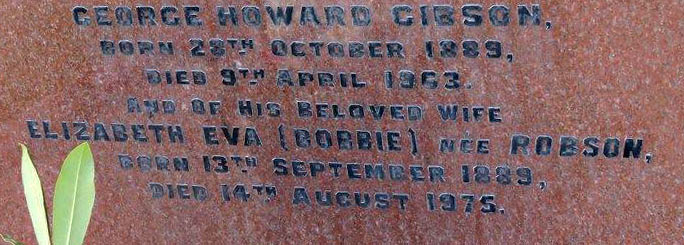 GEORGE HOWARD GIBSON,
BORN 28TH OCTOBER 1889,
DIED 9TH APRIL 1963.
AND OF HIS BELOVED WIFE
ELIZABETH EVA (BOBBIE) NÉE ROBSON,
BORN 13TH SEPTEMBER 1889,
DIED 14TH AUGUST 1975.